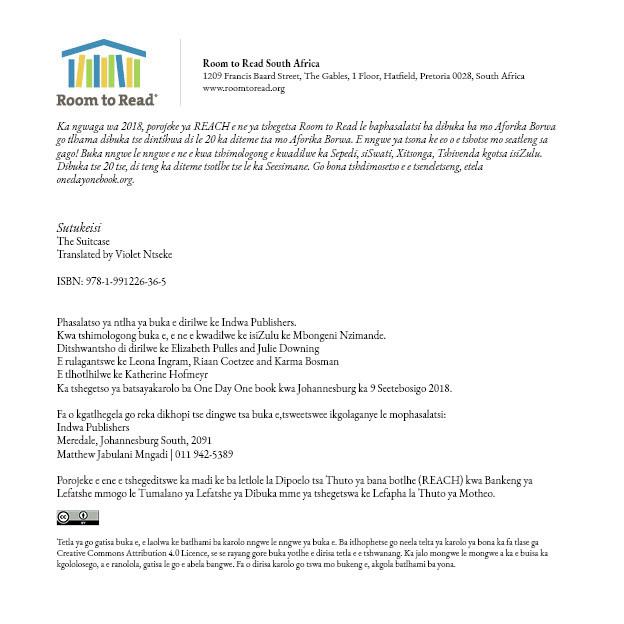 Room to Read®
Room to Read South Africa
1209 Francis Baard Street, The Gables, 1 Floor, Hatfield, Pretoria 0028, South Africa
www.roomtoread.org
Ka ngwaga wa 2018, porojeke ya REACH e ne ya tshegetsa Room to Read le baphasalatsi ba dibuka ba mo Aforika Borwa
go tlhama dibuka tse dintšhwa di le 20 ka diteme tsa mo Aforika Borwa. E nngwe ya tsona ke eo o e tshotse mo seatleng sa
gago! Buka nngwe le nngwe e ne e kwa tshimologong e kwadilwe ka Sepedi, siSwati, Xitsonga, Tshivenda kgotsa isiZulu.
Dibuka tse 20 tse, di teng ka diteme tsotlhe tse le ka Seesimane. Go bona tshdimosetso e e tseneletseng, etela
onedayonebook.org.
Sutukeisi
The Suitcase
Translated by Violet Ntseke
ISBN: 978-1-991226-36-5
Phasalatso ya ntlha ya buka e dirilwe ke Indwa Publishers.
Kwa tshimologong buka e, e ne e kwadilwe ke isiZulu ke Mbongeni Nzimande.
Ditshwantsho di dirilwe ke Elizabeth Pulles and Julie Downing
E rulagantswe ke Leona Ingram, Riaan Coetzee and Karma Bosman
E tlhotlhilwe ke Katherine Hofmeyr
Ka tshegetso ya batsayakarolo ba One Day One book kwa Johannesburg ka 9 Seetebosigo 2018.
Fa o kgatlhegela go reka dikhopi tse dingwe tsa buka e,tsweetswee ikgolaganye le mophasalatsi:
Indwa Publishers
Meredale, Johannesburg South, 2091
Matthew Jabulani Mngadi | 011 942-5389
Porojeke e ene e tshegeditswe ka madi ke ba letlole la Dipoelo tsa Thuto ya bana botlhe (REACH) kwa Bankeng ya
Lefatshe mmogo le Tumalano ya Lefatshe ya Dibuka mme ya tshegetswa ke Lefapha la Thuto ya Motheo.
cc BY
Tetla ya go gatisa buka e, e laolwa ke batlhami ba karolo nngwe le nngwe ya buka e. Ba itlhophetse go neela telta ya karolo ya bona ka fa tlase ga
Creative Commons Attribution 4.0 Licence, se se rayang gore buka yotlhe e dirisa tetla e e tshwanang. Ka jalo mongwe le mongwe a ka e buisa ka
kgololosego, a e ranolola, gatisa le go e abela bangwe. Fa o dirisa karolo go tswa mo bukeng e, akgola batlhami ba yona.